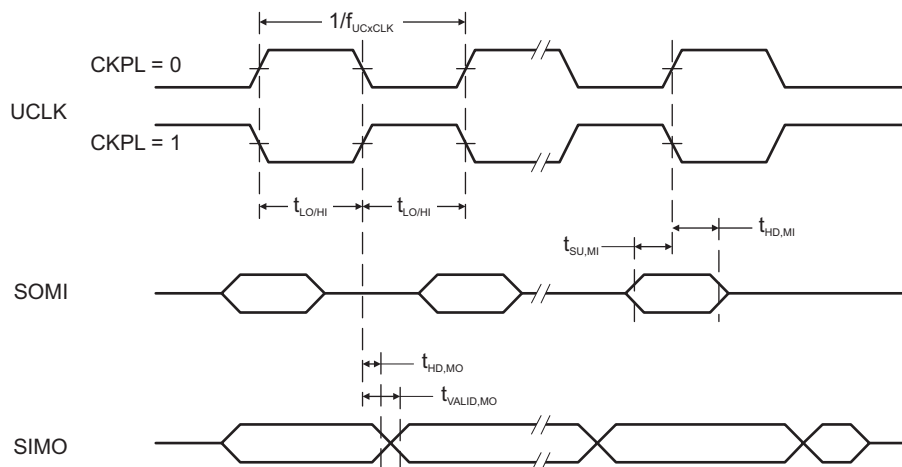 1/fUCxCLK
CKPL = 0
UCLK
CKPL = 1
tLO/HI tLO/HI
tSU,MI tHD,MI
SOMI
tHD,MO
tVALID,MO
SIMO